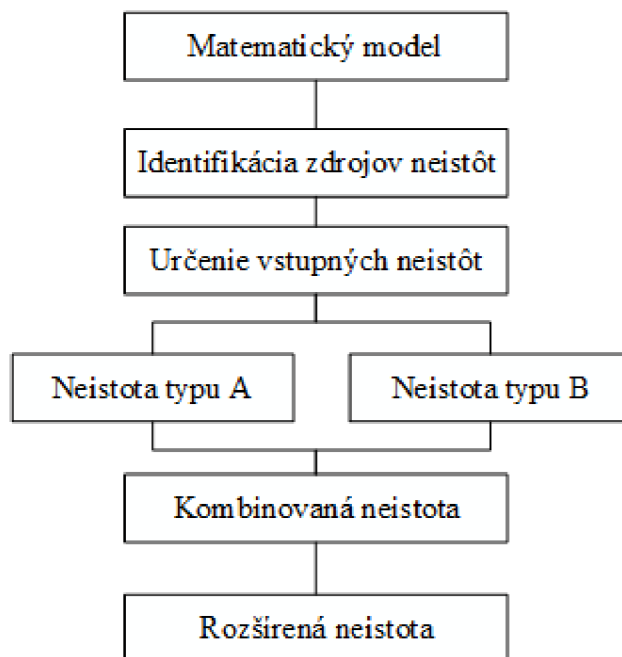 Matematický model
Identifikácia zdrojov neistôt
Určenie vstupných neistôt
Neistota typu A
Neistota typu B
Kombinovaná neistota
Rozšírená neistota